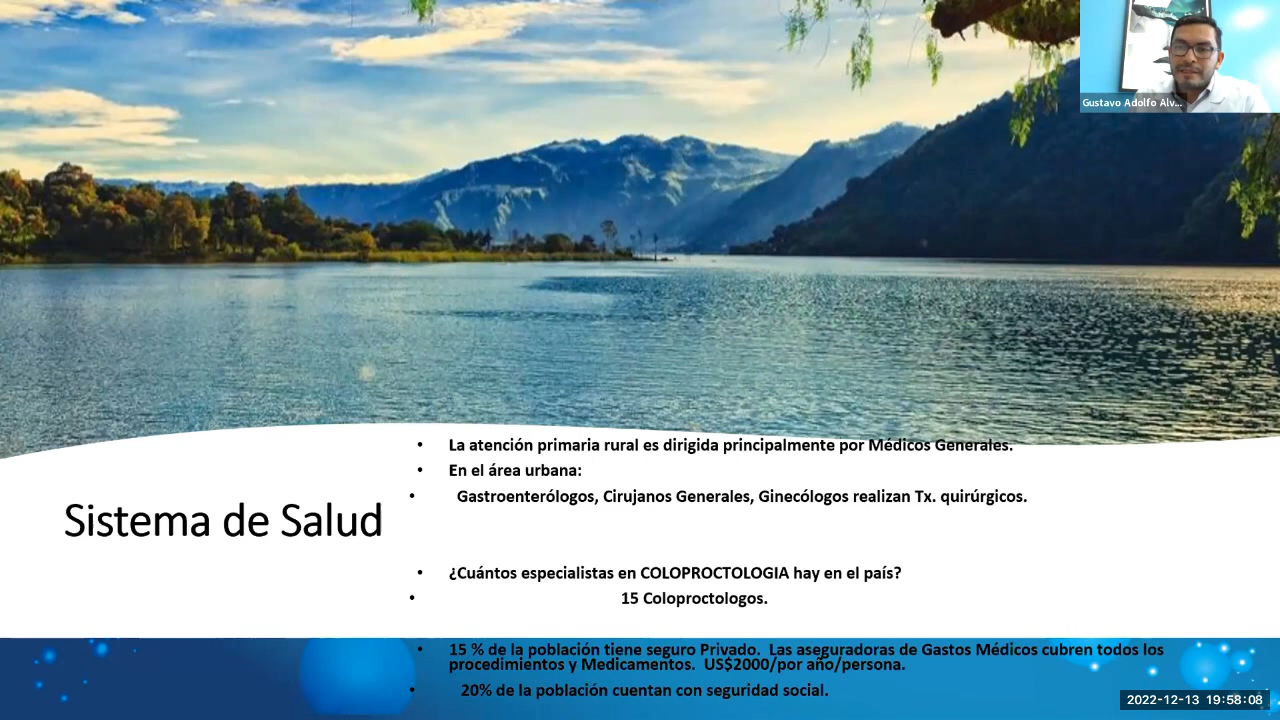 Gustavo Adolfo Alv...
La atención primaria rural es dirigida principalmente por Médicos Generales.
En el área urbana:
Gastroenterólogos, Cirujanos Generales, Ginecólogos realizan Tx. quirúrgicos.
Sistema de Salud
¿Cuántos especialistas en COLOPROCTOLOGIA hay en el país?
15 Coloproctologos.
15 % de la población tiene seguro Privado. Las aseguradoras de Gastos Médicos cubren todos los
procedimientos y Medicamentos. US$2000/por año/persona.
20% de la población cuentan con seguridad social.
2022-12-13 19:58:08